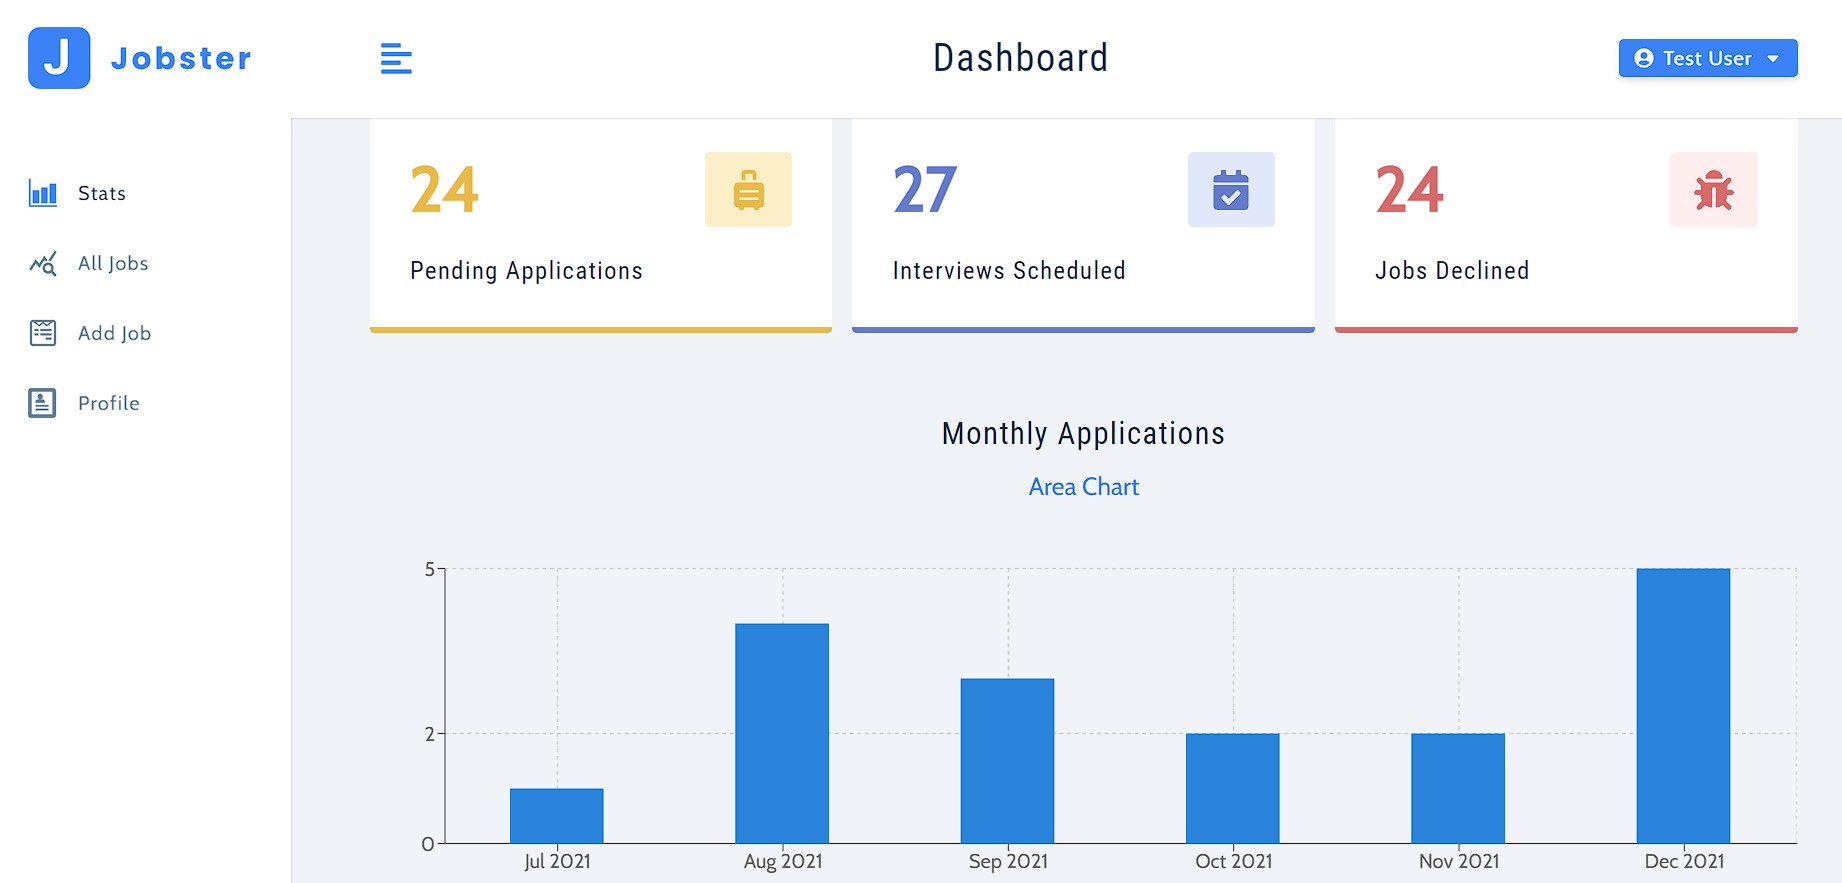 J Jobster
Dashboard
Test User
Stats
All Jobs
Add Job
Profile
24
Pending Applications
27
Interviews Scheduled
24
Jobs Declined
Monthly Applications
Area Chart
5
2
0
Jul 2021 Aug 2021 Sep 2021 Oct 2021 Nov 2021 Dec 2021